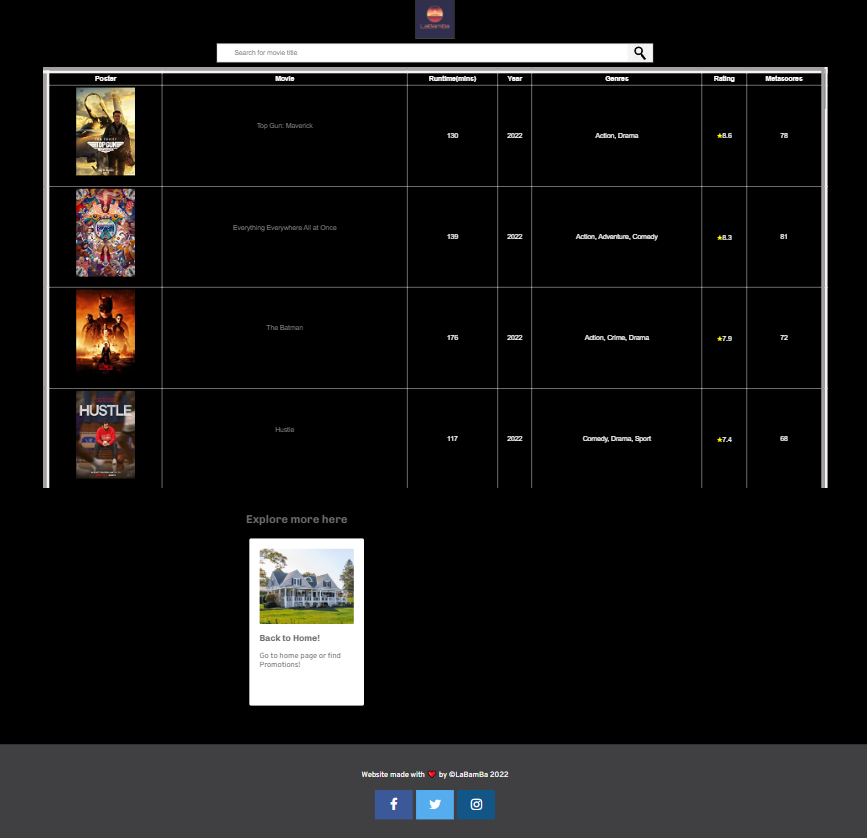 LaBamBa
Search for movie title
Poster Movie Runtime(mins) Year Genres Rating Metascores
TOP GUN
Top Gun: Maverick 130 2022 Action, Drama ★8.6 78
Everything Everywhere All at Once 139 2022 Action, Adventure, Comedy ★8.3 81
The Batman 176 2022 Action, Crime, Drama ★7.9 72
HUSTLE
Hustle 117 2022 Comedy, Drama, Sport ★7.4 68
Explore more here
Back to Home!
Go to home page or find
Promotions!
Website made with ❤ by ©LaBamBa 2022